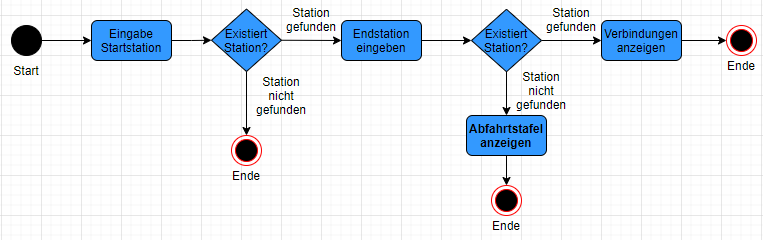 Start
Eingabe
Startstation
Existiert
Station?
Station
gefunden
Station
nicht
gefunden
Ende
Endstation
eingeben
Existiert
Station?
Station
gefunden
Station
nicht
gefunden
Abfahrtstafel
anzeigen
Ende
Verbindungen
anzeigen
Ende